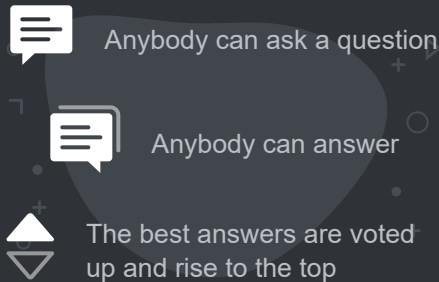 Anybody can ask a question
Anybody can answer
The best answers are voted
up and rise to the top